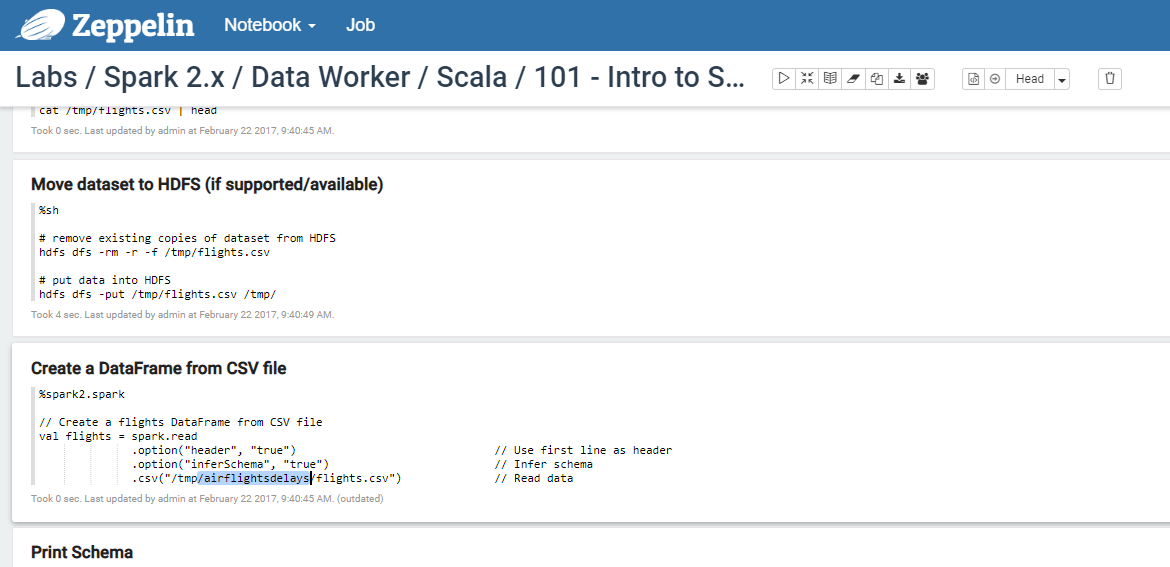 Zeppelin Notebook Job
Labs / Spark 2.x / Data Worker / Scala / 101 - Intro to S... Head
cat /tmp/flights.csv | head
Took 0 sec. Last updated by admin at February 22 2017, 9:40:45 AM.
Move dataset to HDFS (if supported/available)
%sh
# remove existing copies of dataset from HDFS
hdfs dfs -rm -r -f /tmp/flights.csv
# put data into HDFS
hdfs dfs -put /tmp/flights.csv /tmp/
Took 4 sec. Last updated by admin at February 22 2017, 9:40:49 AM.
Create a DataFrame from CSV file
%spark2.spark
// Create a flights DataFrame from CSV file
val flights = spark.read
.option("header", "true") // Use first line as header
.option("inferSchema", "true") // Infer schema
.csv("/tmp/airflightsdelays/flights.csv") // Read data
Took 0 sec. Last updated by admin at February 22 2017, 9:40:45 AM. (outdated)
Print Schema